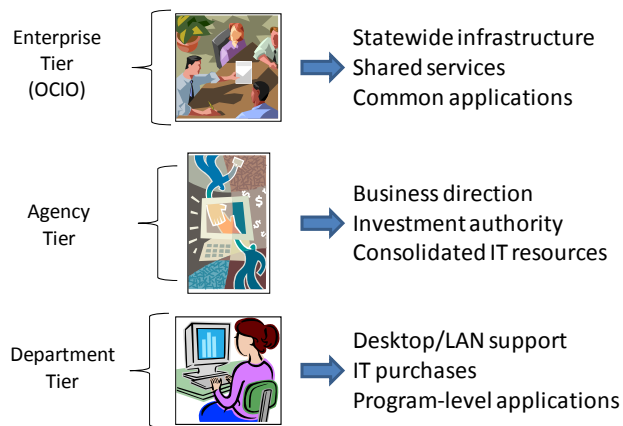 Enterprise
Tier
(OCIO)
Statewide infrastructure
Shared services
Common applications
Agency
Tier
$
$
$
Business direction
Investment authority
Consolidated IT resources
Department
Tier
Desktop/LAN support
IT purchases
Program-level applications